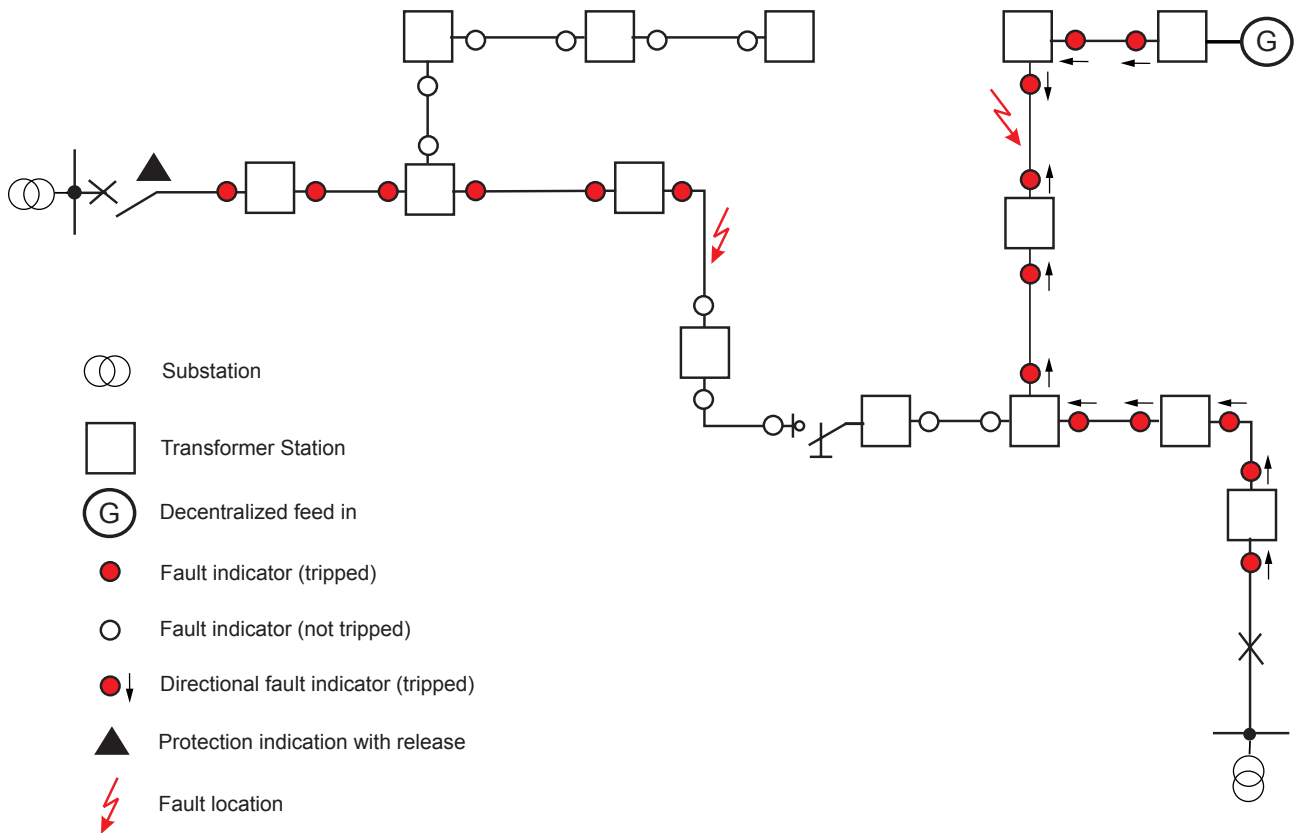 G
Substation
Transformer Station
G
Decentralized feed in
Fault indicator (tripped)
Fault indicator (not tripped)
Directional fault indicator (tripped)
Protection indication with release
Fault location